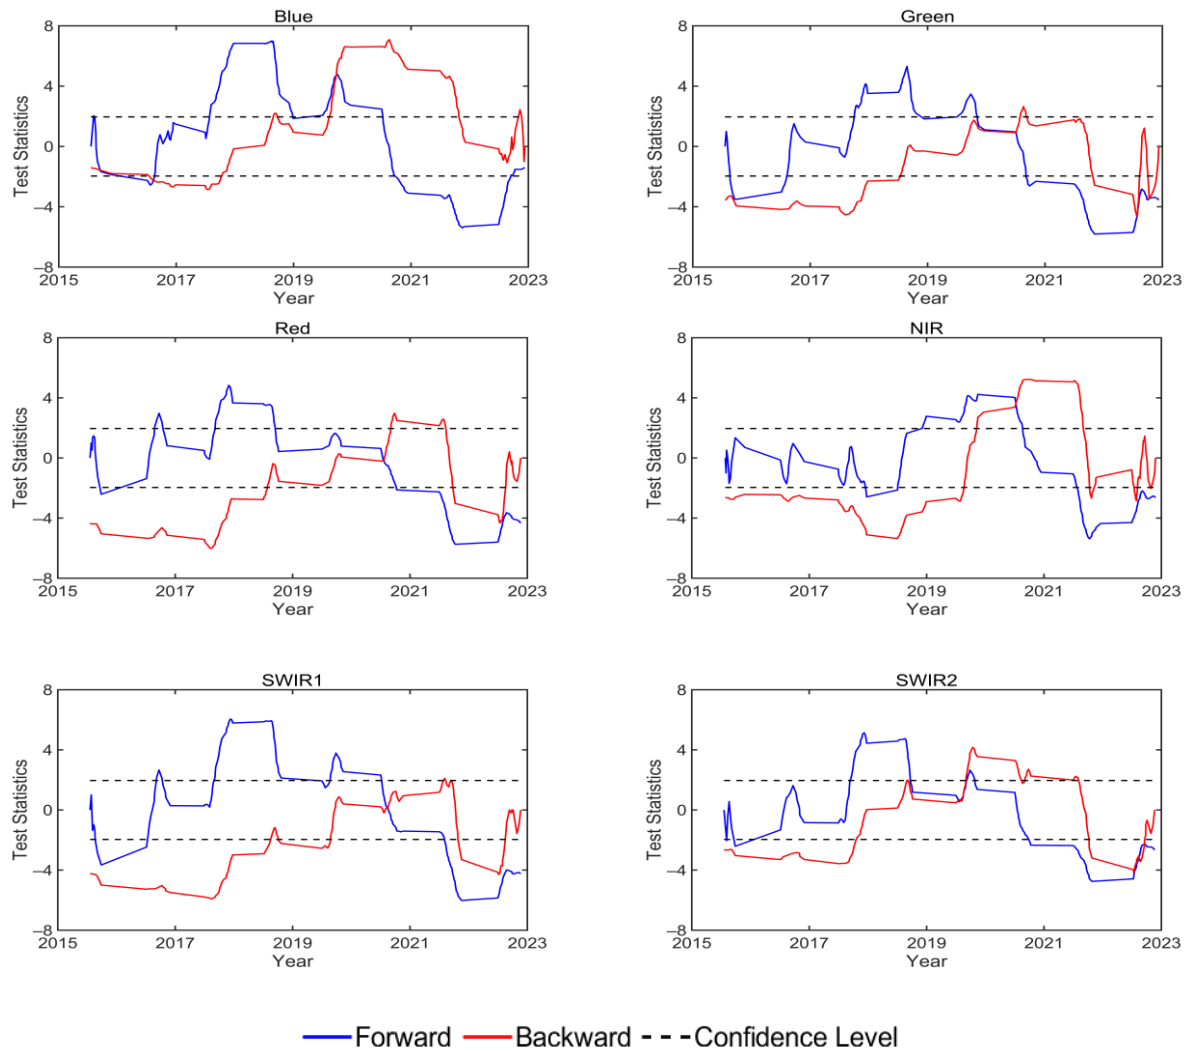 Blue
Test Statistics
8
4
0
−4
−8
2015 2017 2019 2021 2023
Year
Green
Test Statistics
8
4
0
−4
−8
2015 2017 2019 2021 2023
Year
Red
Test Statistics
8
4
0
−4
−8
2015 2017 2019 2021 2023
Year
NIR
Test Statistics
8
4
0
−4
−8
2015 2017 2019 2021 2023
Year
SWIR1
Test Statistics
8
4
0
−4
−8
2015 2017 2019 2021 2023
Year
SWIR2
Test Statistics
8
4
0
−4
−8
2015 2017 2019 2021 2023
Year
Forward Backward Confidence Level